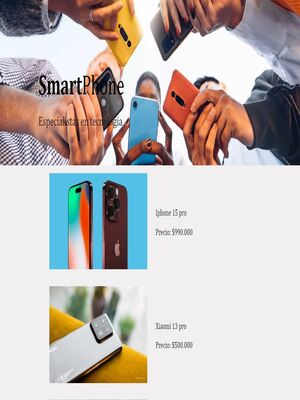 SmartPhone
Especialistas en tecnologia
Iphone 15 pro
Precio: $990.000
Xiaomi 13 pro
Precio: $500.000